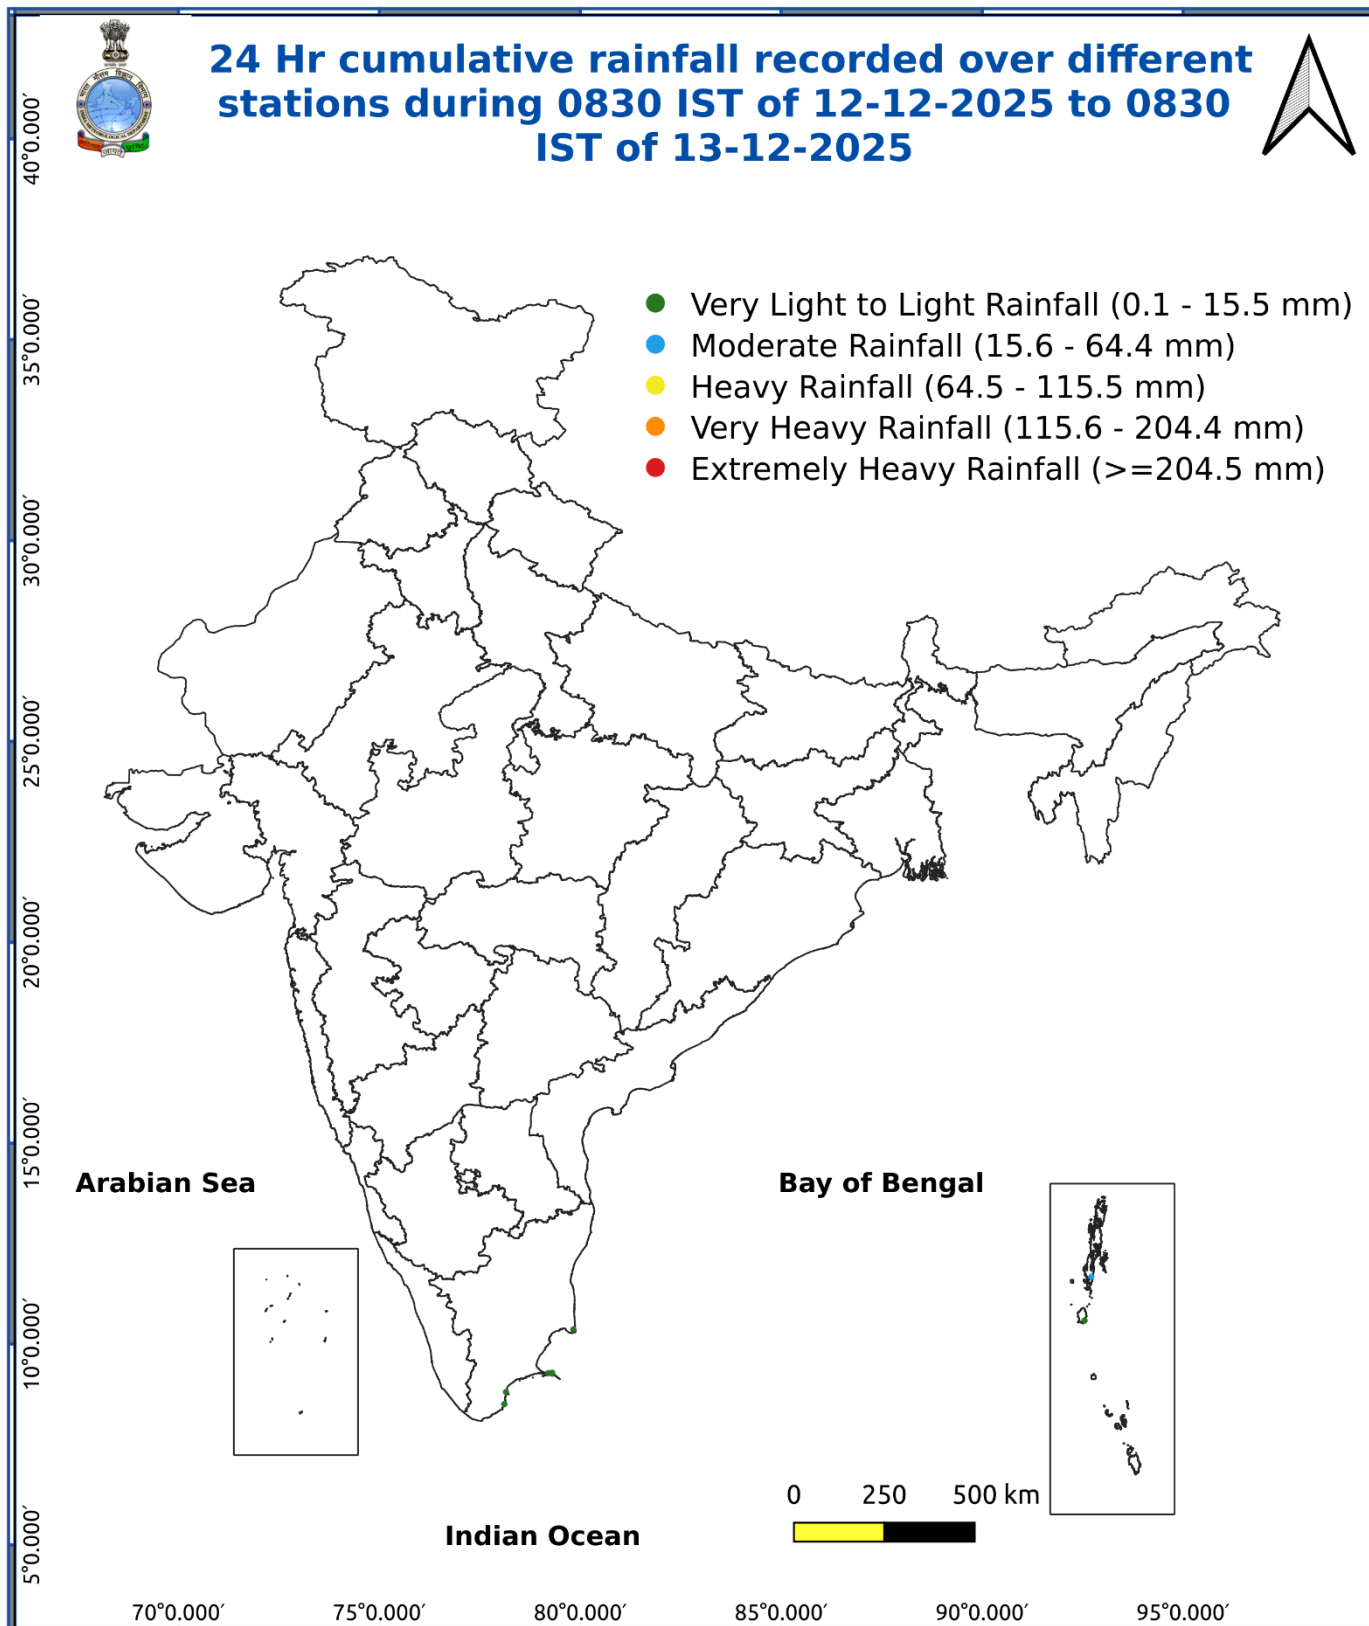 24 Hr cumulative rainfall recorded over different
stations during 0830 IST of 12-12-2025 to 0830
IST of 13-12-2025
Very Light to Light Rainfall (0.1 - 15.5 mm)
Moderate Rainfall (15.6 - 64.4 mm)
Heavy Rainfall (64.5 - 115.5 mm)
Very Heavy Rainfall (115.6 - 204.4 mm)
Extremely Heavy Rainfall (>=204.5 mm)
40°0.000′
35°0.000′
30°0.000′
25°0.000′
20°0.000′
15°0.000′
10°0.000′
5°0.000′
Arabian Sea
Bay of Bengal
Indian Ocean
0 250 500 km
70°0.000′ 75°0.000′ 80°0.000′ 85°0.000′ 90°0.000′ 95°0.000′